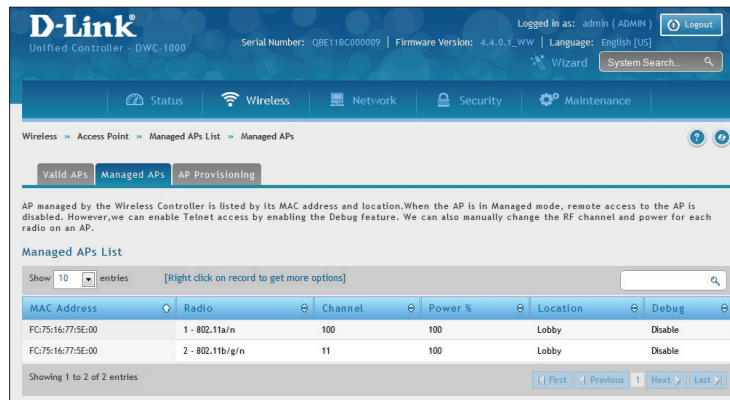 D-Link
Logged in as: admin ( ADMIN ) Logout
Unified Controller - DWC-1000
Serial Number: QBE11BC000009 | Firmware Version: 4.4.0.1_WW | Language: English [US]
Wizard System Search...
Status Wireless Network Security Maintenance
Wireless » Access Point » Managed APs List » Managed APs
Valid APs Managed APs AP Provisioning
AP managed by the Wireless Controller is listed by its MAC address and location.When the AP is in Managed mode, remote access to the AP is
disabled. However,we can enable Telnet access by enabling the Debug feature. We can also manually change the RF channel and power for each
radio on an AP.
Managed APs List
Show 10 entries [Right click on record to get more options]
MAC Address Radio Channel Power % Location Debug
FC:75:16:77:5E:00 1 - 802.11a/n 100 100 Lobby Disable
FC:75:16:77:5E:00 2 - 802.11b/g/n 11 100 Lobby Disable
Showing 1 to 2 of 2 entries First Previous 1 Next Last